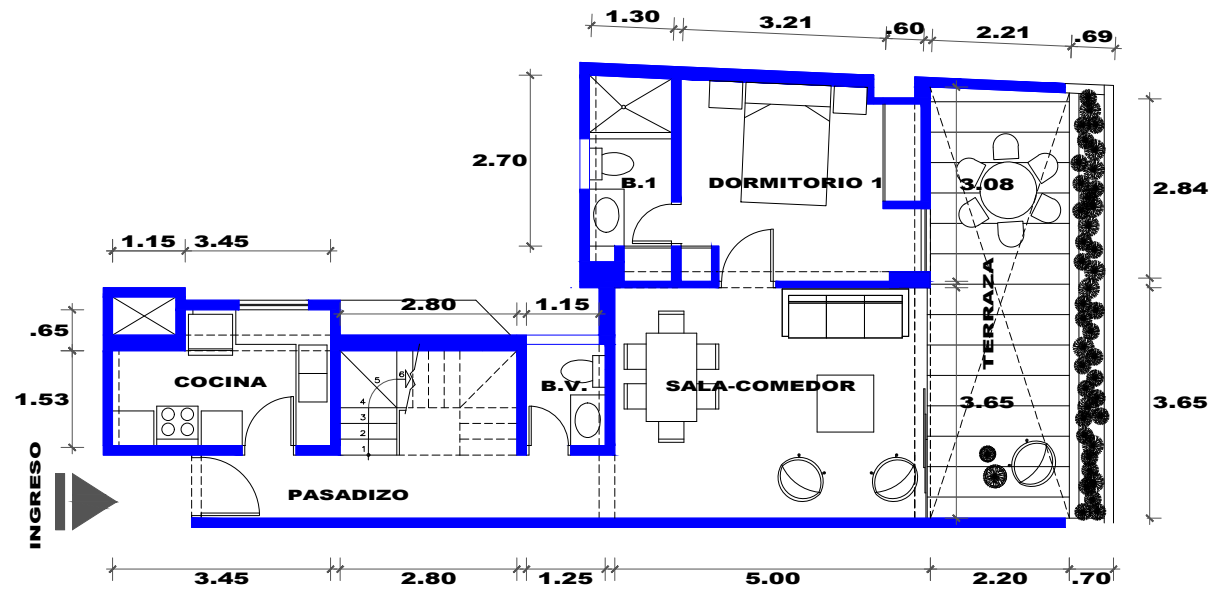 1.30 3.21 .60 2.21 .69
2.70
B.1 DORMITORIO 1 3.08 2.84
1.15 3.45
2.80 1.15
.65
TERRAZA
COCINA 5 6 B.V. SALA-COMEDOR
1.53 4 3.65 3.65
3
2
1
INGRESO
PASADIZO
3.45 2.80 1.25 5.00 2.20 .70